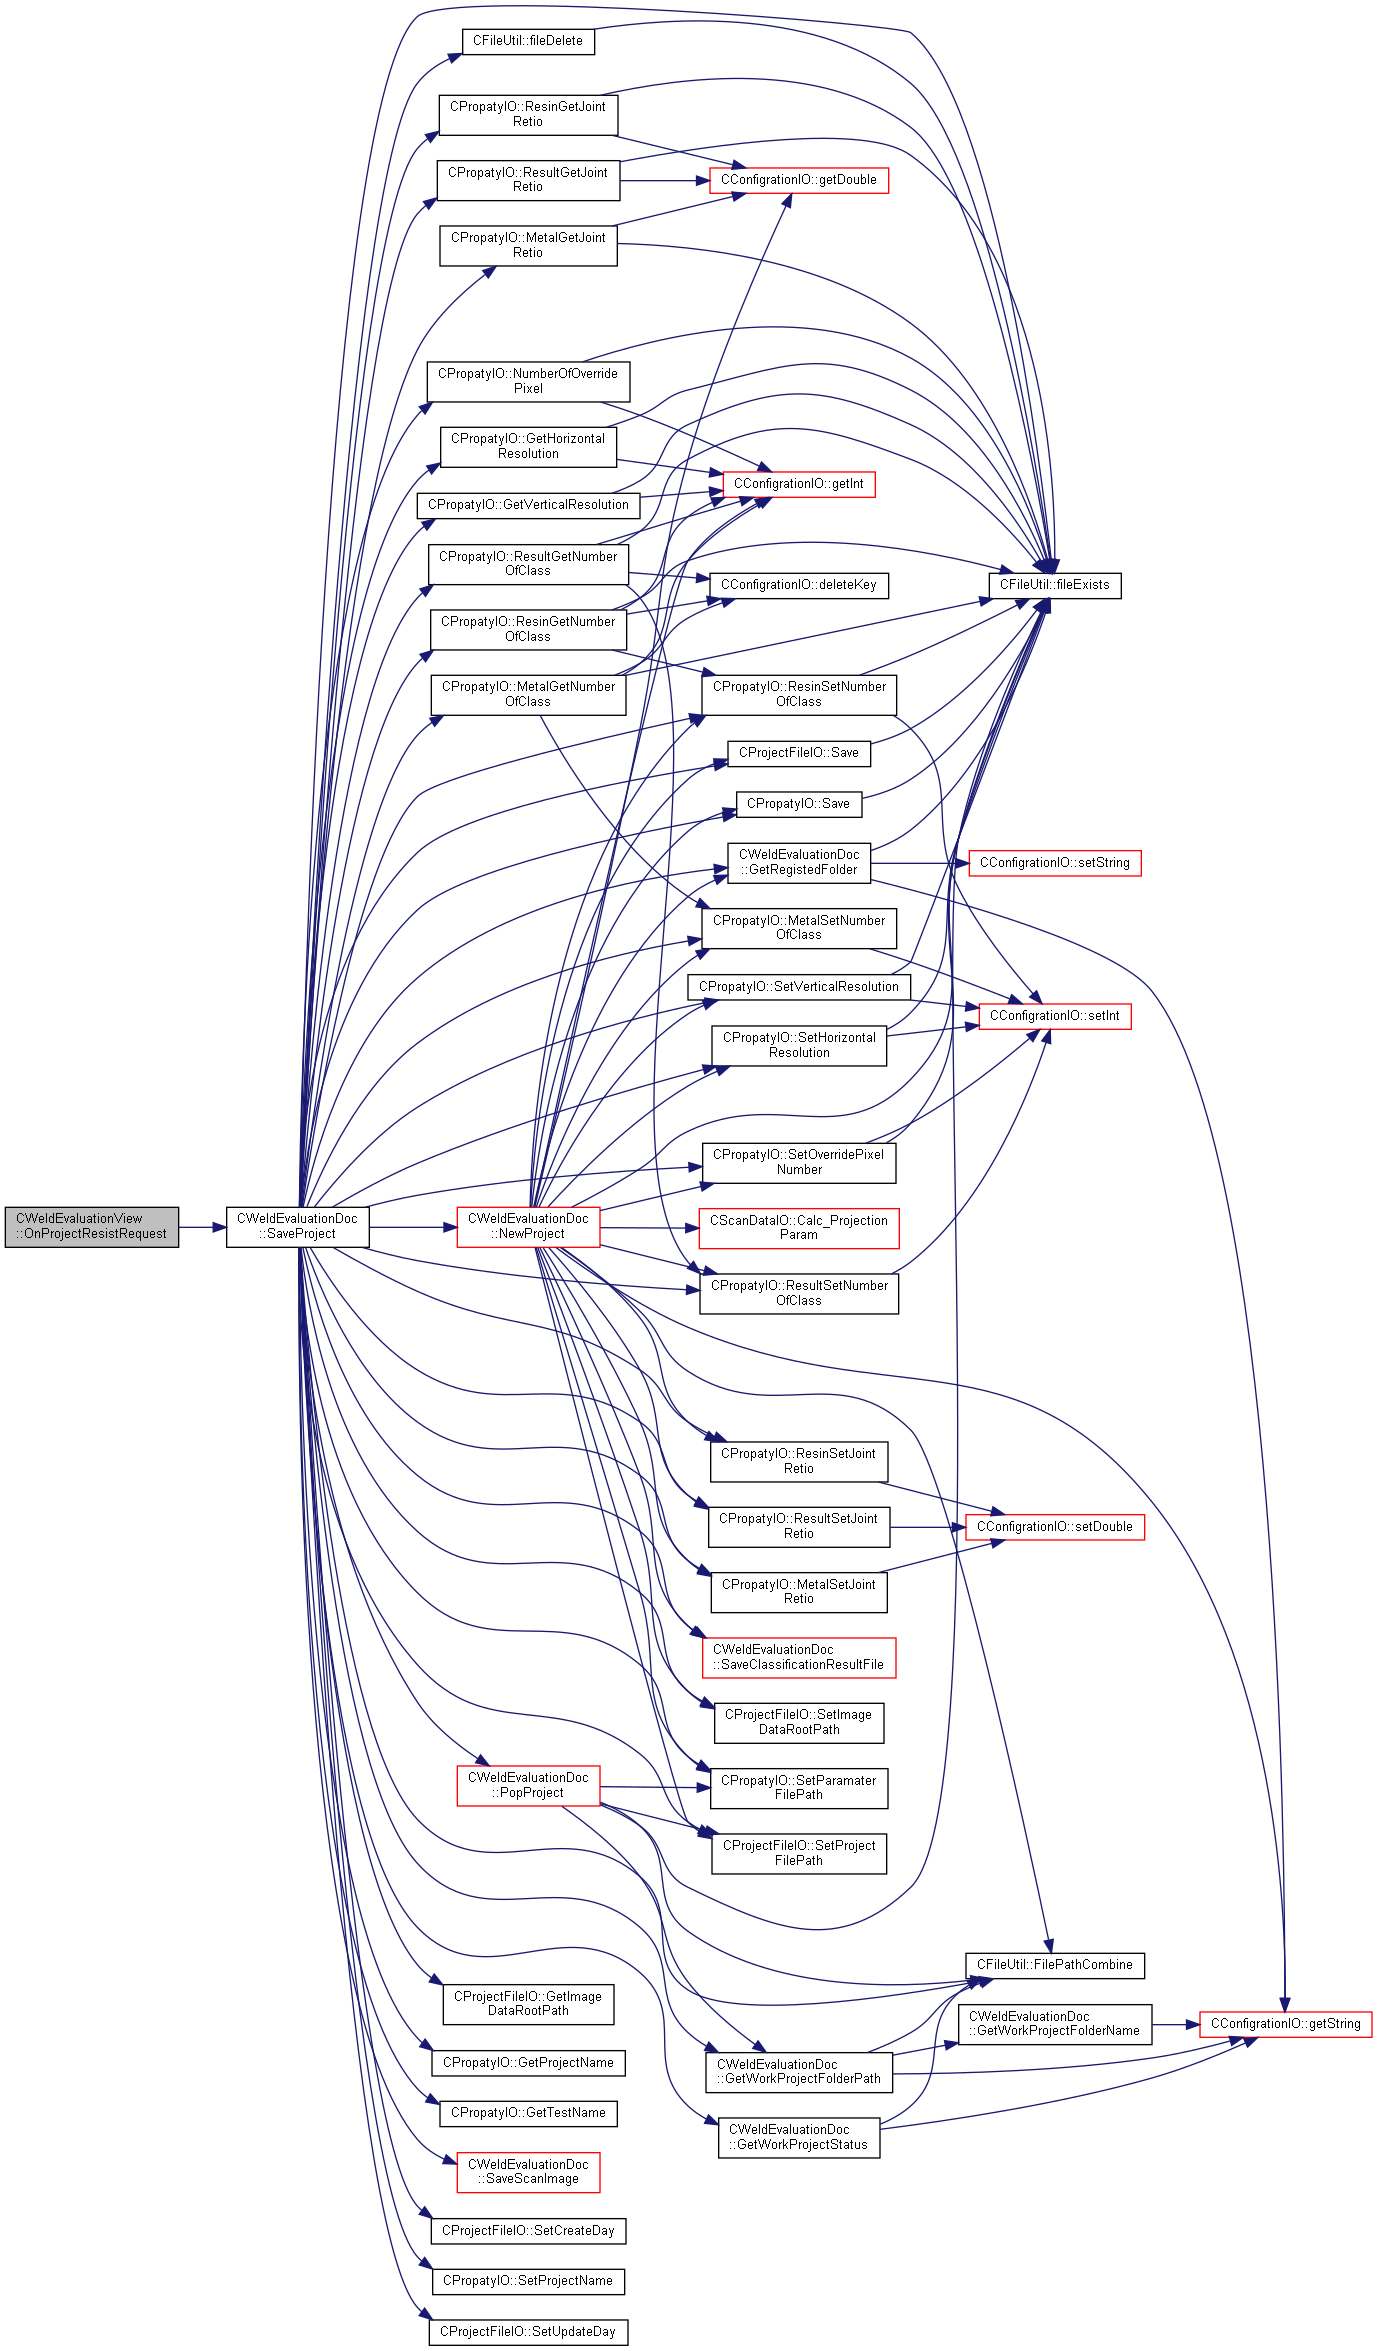 CFileUtil::fileDelete
CPropatyIO::ResinGetJoint
Retio
CPropatyIO::ResultGetJoint
Retio
CConfigrationIO::getDouble
CPropatyIO::MetalGetJoint
Retio
CPropatyIO::NumberOfOverride
Pixel
CPropatyIO::GetHorizontal
Resolution
CConfigrationIO::getInt
CPropatyIO::GetVerticalResolution
CPropatyIO::ResultGetNumber
OfClass
CConfigrationIO::deleteKey
CFileUtil::fileExists
CPropatyIO::ResinGetNumber
OfClass
CPropatyIO::MetalGetNumber
OfClass
CPropatyIO::ResinSetNumber
OfClass
CProjectFileIO::Save
CPropatyIO::Save
CWeldEvaluationDoc
::GetRegistedFolder
CConfigrationIO::setString
CPropatyIO::MetalSetNumber
OfClass
CPropatyIO::SetVerticalResolution
CConfigrationIO::setInt
CPropatyIO::SetHorizontal
Resolution
CPropatyIO::SetOverridePixel
Number
CWeldEvaluationView
::OnProjectResistRequest
CWeldEvaluationDoc
::SaveProject
CWeldEvaluationDoc
::NewProject
CScanDataIO::Calc_Projection
Param
CPropatyIO::ResultSetNumber
OfClass
CPropatyIO::ResinSetJoint
Retio
CPropatyIO::ResultSetJoint
Retio
CConfigrationIO::setDouble
CPropatyIO::MetalSetJoint
Retio
CWeldEvaluationDoc
::SaveClassificationResultFile
CProjectFileIO::SetImage
DataRootPath
CWeldEvaluationDoc
::PopProject
CPropatyIO::SetParamater
FilePath
CProjectFileIO::SetProject
FilePath
CFileUtil::FilePathCombine
CProjectFileIO::GetImage
DataRootPath
CWeldEvaluationDoc
::GetWorkProjectFolderName
CConfigrationIO::getString
CPropatyIO::GetProjectName
CWeldEvaluationDoc
::GetWorkProjectFolderPath
CPropatyIO::GetTestName
CWeldEvaluationDoc
::GetWorkProjectStatus
CWeldEvaluationDoc
::SaveScanImage
CProjectFileIO::SetCreateDay
CPropatyIO::SetProjectName
CProjectFileIO::SetUpdateDay